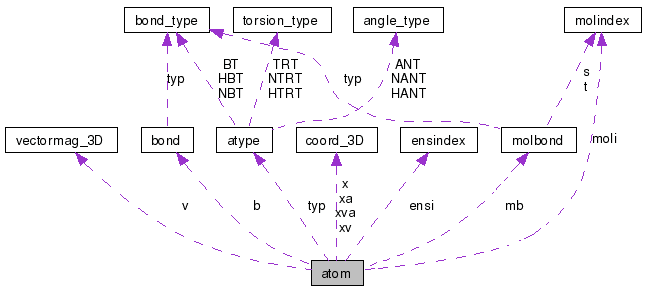 bond_type torsion_type angle_type molindex
BT TRT ANT
typ HBT NTRT typ NANT s
NBT HTRT HANT t
vectormag_3D bond atype coord_3D ensindex molbond moli
x
xa
v b typ xva ensi mb
xv
atom